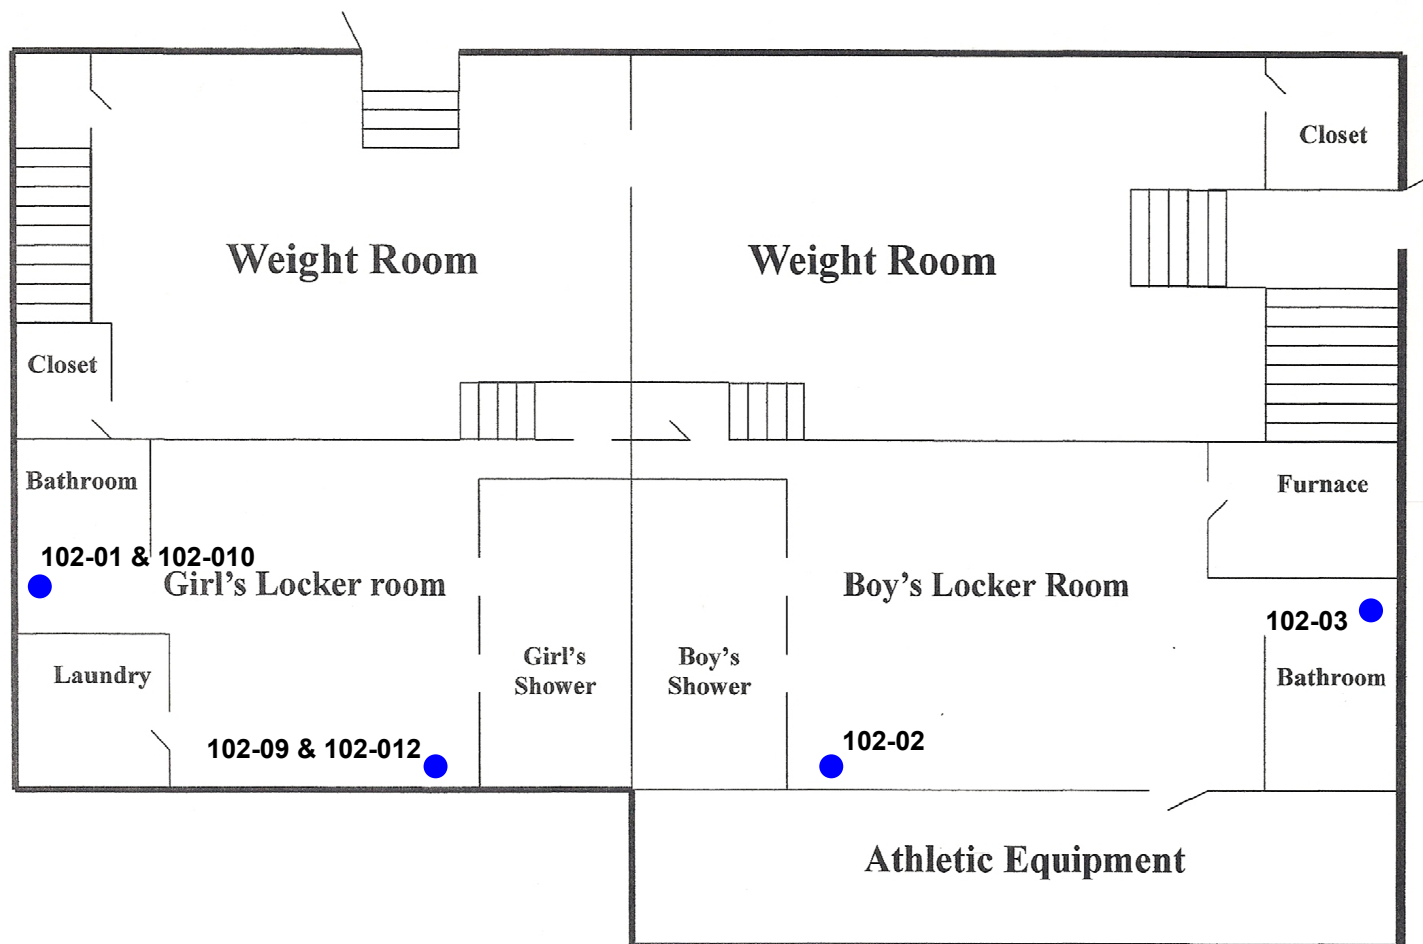 Closet
Weight Room
Weight Room
Closet
Bathroom
Furnace
102-01 & 102-010
Girl's Locker room
Boy's Locker Room
102-03
Girl's
Shower
Boy's
Shower
Laundry
Bathroom
102-09 & 102-012
102-02
Athletic Equipment